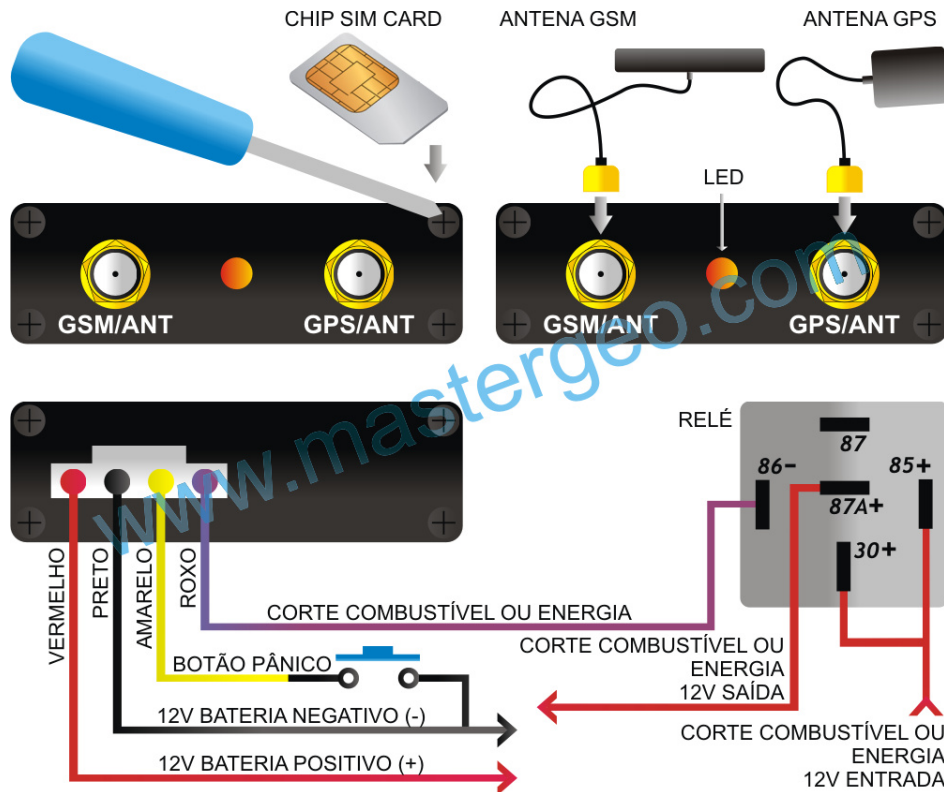 CHIP SIM CARD
ANTENA GSM
ANTENA GPS
LED
GSM/ANT
GPS/ANT
GSM/ANT
GPS/ANT
www.mastergeo.com
RELÉ
87
86-
85+
87A+
30+
VERMELHO
PRETO
AMARELO
ROXO
CORTE COMBUSTÍVEL OU ENERGIA
BOTÃO PÂNICO
CORTE COMBUSTÍVEL OU
ENERGIA
12V SAÍDA
12V BATERIA NEGATIVO (-)
12V BATERIA POSITIVO (+)
CORTE COMBUSTÍVEL OU
ENERGIA
12V ENTRADA